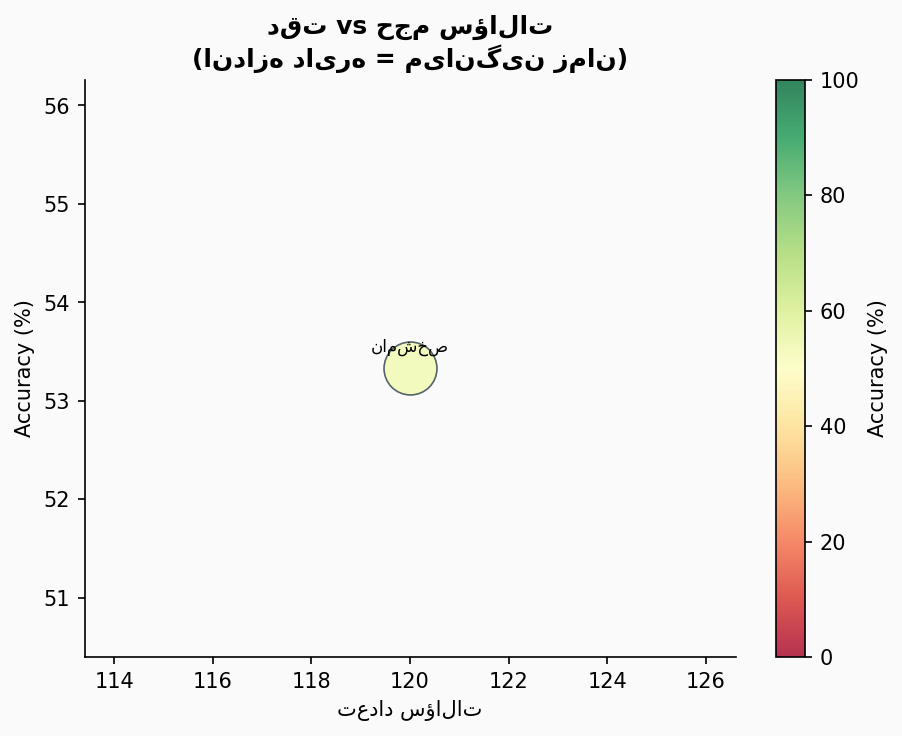 دقت vs حجم سؤالات
(اندازه دایره = میانگین زمان)
56
55
54
53
52
51
Accuracy (%)
نامشخص
114 116 118 120 122 124 126
تعداد سؤالات
100
80
60
40
20
0
Accuracy (%)